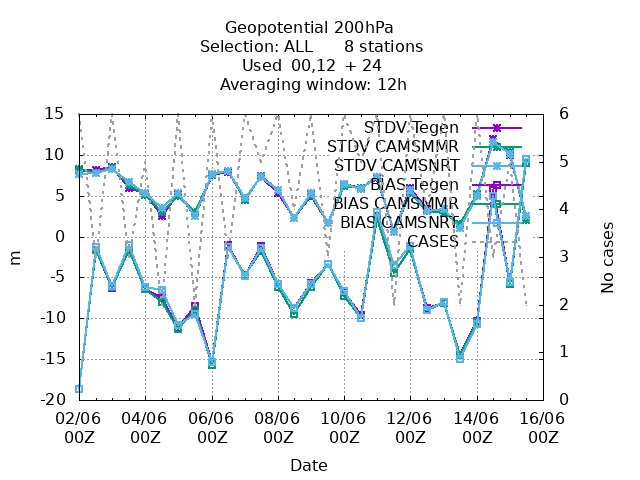 Geopotential 200hPa
Selection: ALL 8 stations
Used 00,12 + 24
Averaging window: 12h
15
10
5
0
-5
-10
-15
-20
m
6
5
4
3
2
1
0
No cases
STDV Tegen
STDV CAMSMMR
STDV CAMSNRT
BIAS Tegen
BIAS CAMSMMR
BIAS CAMSNRT
CASES
02/06 04/06 06/06 08/06 10/06 12/06 14/06 16/06
00Z 00Z 00Z 00Z 00Z 00Z 00Z 00Z
Date